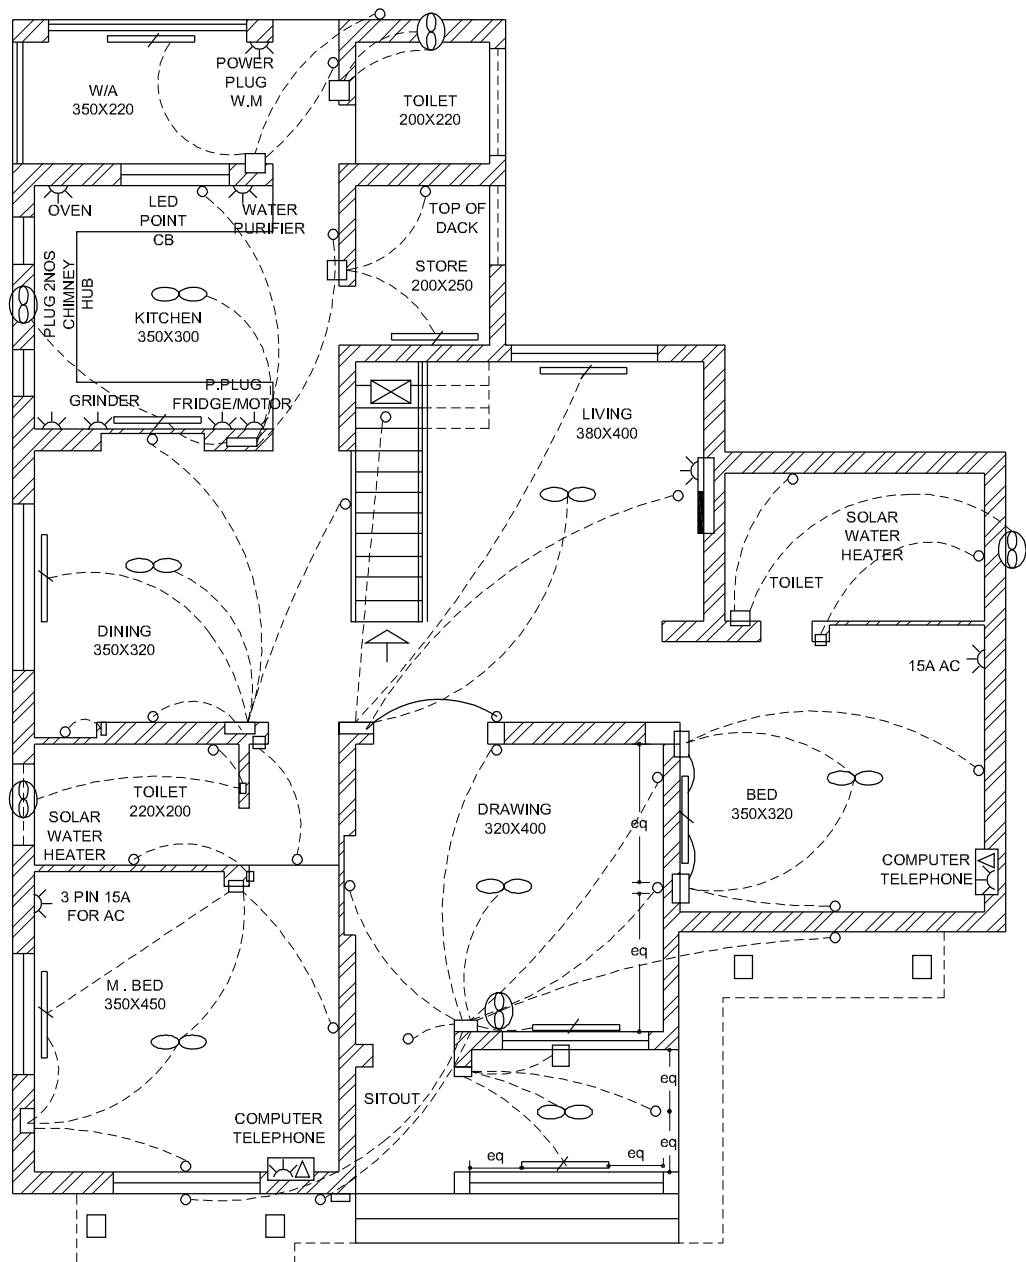 POWER
PLUG
W.M
W/A
350X220
TOILET
200X220
OVEN
LED
POINT
CB
WATER
PURIFIER
TOP OF
DACK
STORE
200X250
PLUG 2NOS
CHIMNEY
HUB
KITCHEN
350X300
GRINDER
P.PLUG
FRIDGE/MOTOR
LIVING
380X400
SOLAR
WATER
HEATER
TOILET
15A AC
DINING
350X320
TOILET
220X200
SOLAR
WATER
HEATER
DRAWING
320X400
eq
eq
BED
350X320
COMPUTER
TELEPHONE
3 PIN 15A
FOR AC
M . BED
350X450
COMPUTER
TELEPHONE
SITOUT
eq
eq
eq
eq